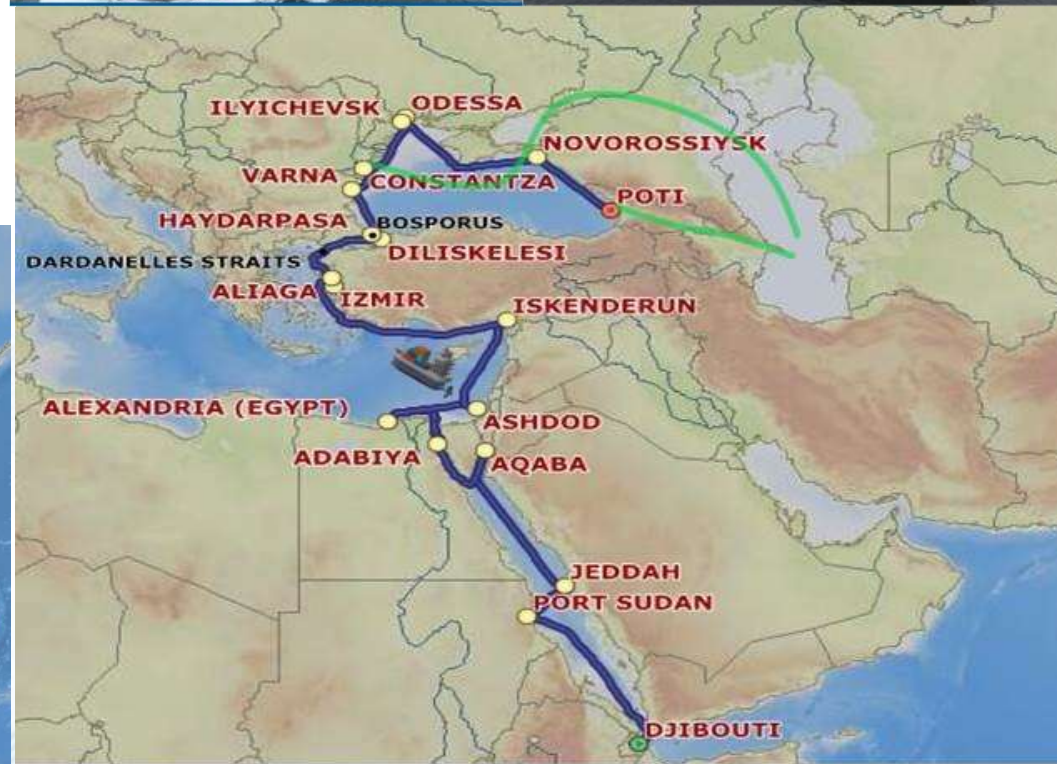 ILYICHEVSK
ODESSA
NOVOROSSIYSK
VARNA
CONSTANTZA
POTI
HAYDARPASA
BOSPORUS
DILISKELESI
DARDANELLES STRAITS
ALIAGA
IZMIR
ISKENDERUN
ALEXANDRIA (EGYPT)
ASHDOD
ADABIYA
AQABA
JEDDAH
PORT SUDAN
DJIBOUTI